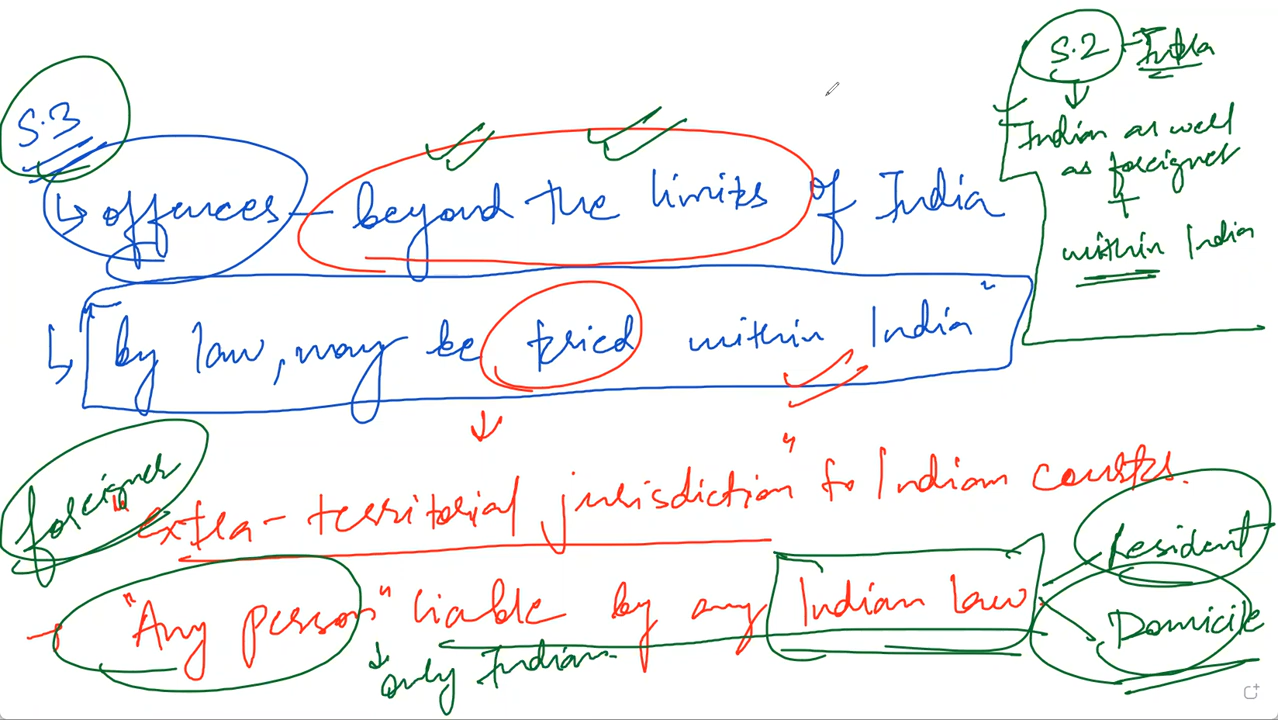 S.3
↳ offences – beyond the limits of India
↳ by law, may be tried within India"
foreigner
"extra-territorial jurisdiction" to Indian courts.
→ "Any person" liable by any Indian law
↓
only Indian
Resident
Domicile
S.2 - India
↓
Indian as well
as foreigner
+
within India